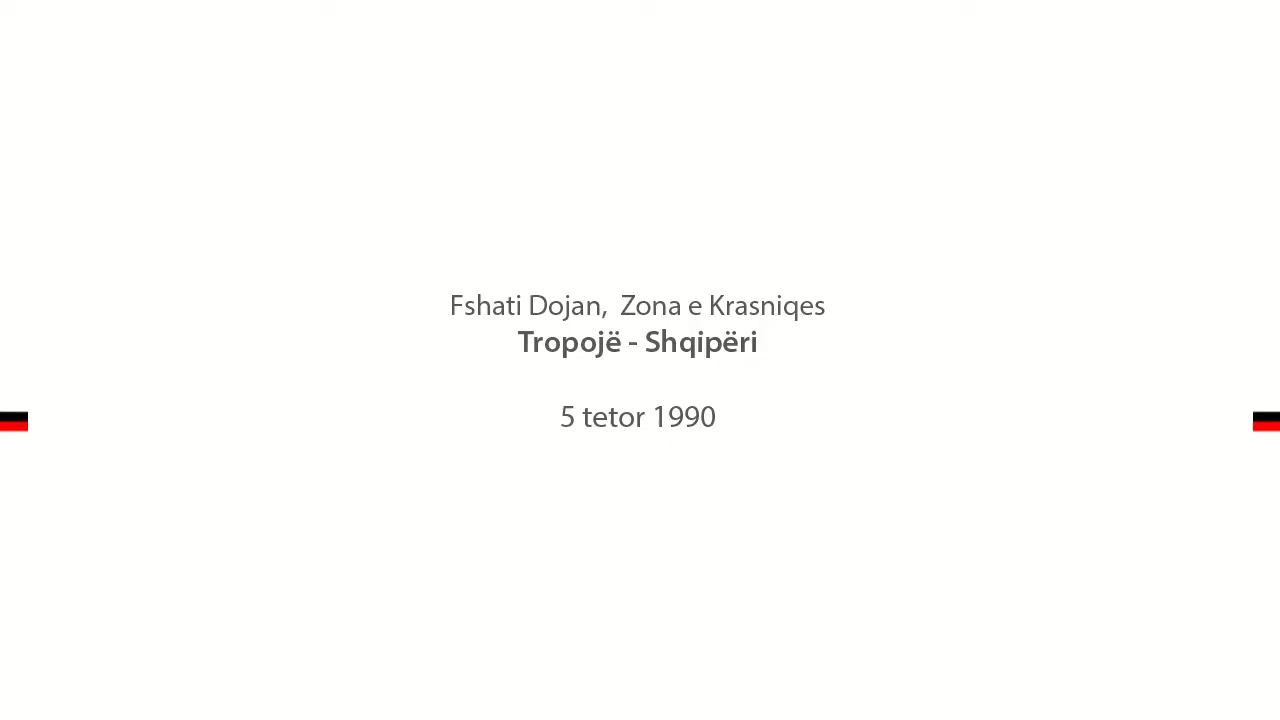 Fshati Dojan,  Zona e Krasniqes
Tropojë - Shqipëri
5 tetor 1990